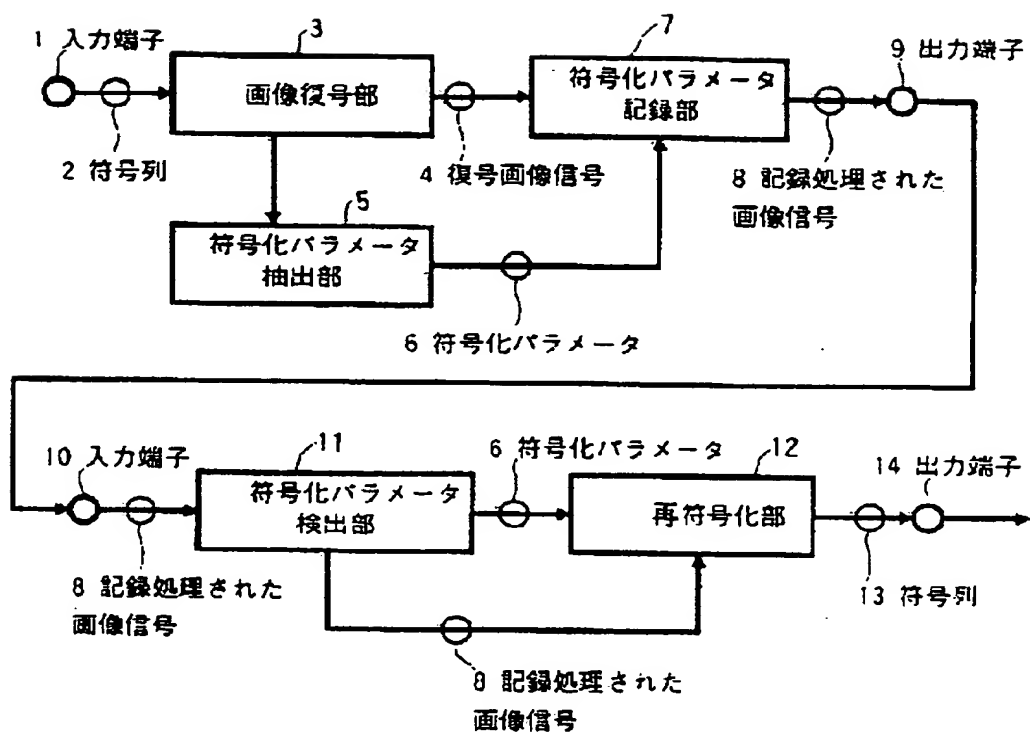 1 入力端子
3
画像復号部
7
符号化パラメータ
記録部
9 出力端子
2 符号列
4 復号画像信号
8 記録処理された
画像信号
5
符号化パラメータ
抽出部
6 符号化パラメータ
10 入力端子
11
符号化パラメータ
検出部
6 符号化パラメータ
12
再符号化部
14 出力端子
8 記録処理された
画像信号
13 符号列
8 記録処理された
画像信号